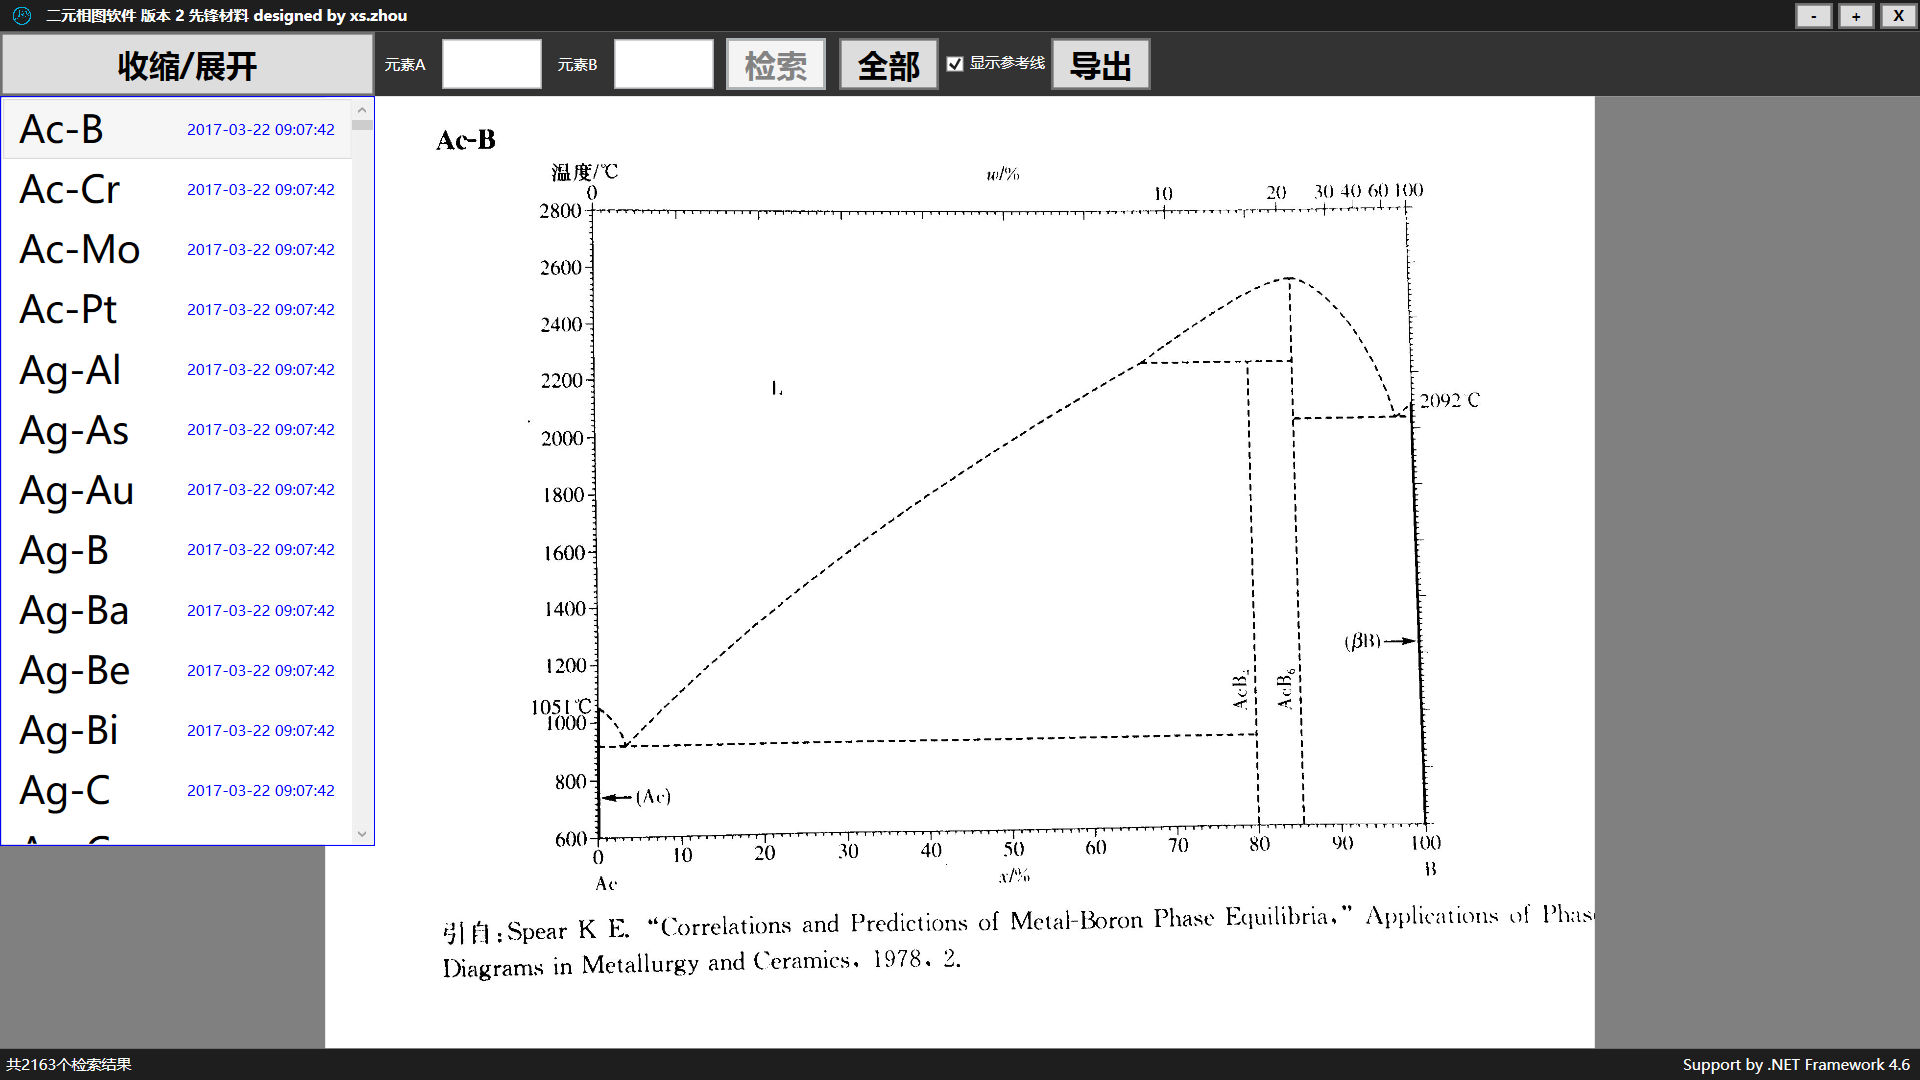 二元相图软件 版本 2 先锋材料 designed by xs.zhou
- + X
收缩/展开
元素A
元素B
检索
全部
显示参考线
导出
Ac-B 2017-03-22 09:07:42
Ac-Cr 2017-03-22 09:07:42
Ac-Mo 2017-03-22 09:07:42
Ac-Pt 2017-03-22 09:07:42
Ag-Al 2017-03-22 09:07:42
Ag-As 2017-03-22 09:07:42
Ag-Au 2017-03-22 09:07:42
Ag-B 2017-03-22 09:07:42
Ag-Ba 2017-03-22 09:07:42
Ag-Be 2017-03-22 09:07:42
Ag-Bi 2017-03-22 09:07:42
Ag-C 2017-03-22 09:07:42
Ac-B
温度/℃
w/%
0 10 20 30 40 60 100
2800
2600
2400
2200
L
2092℃
2000
1800
1600
1400
(βB)
1200
AcB
AcB6
1051℃
1000
800
(Ac)
600
0 10 20 30 40 50 60 70 80 90 100
Ac
x/%
B
引自:Spear K E. “Correlations and Predictions of Metal-Boron Phase Equilibria,” Applications of Phas
Diagrams in Metallurgy and Ceramics, 1978, 2.
共2163个检索结果
Support by .NET Framework 4.6